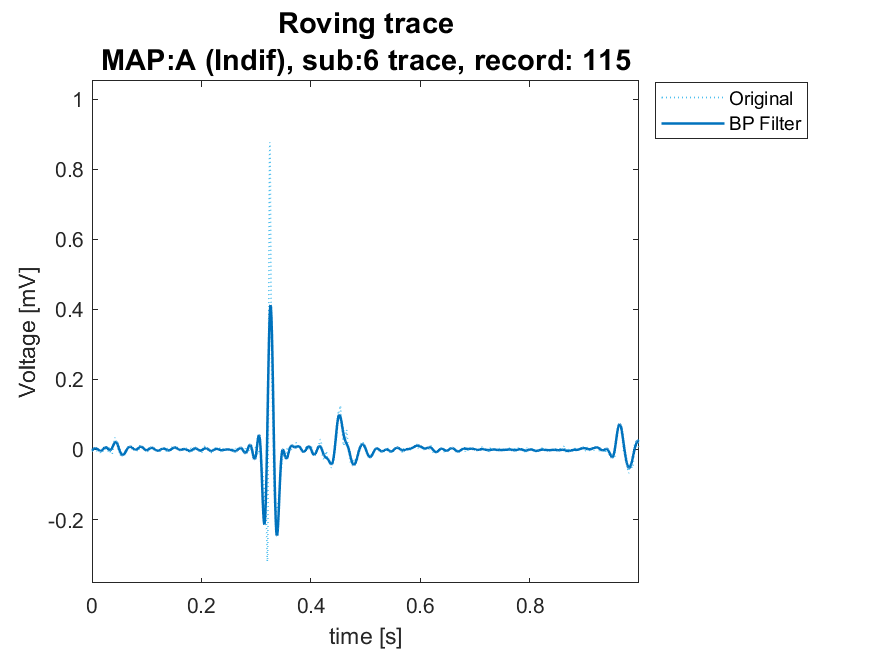 Roving trace
MAP:A (Indif), sub:6 trace, record: 115
Original
BP Filter
1
0.8
0.6
0.4
0.2
0
-0.2
Voltage [mV]
0 0.2 0.4 0.6 0.8
time [s]